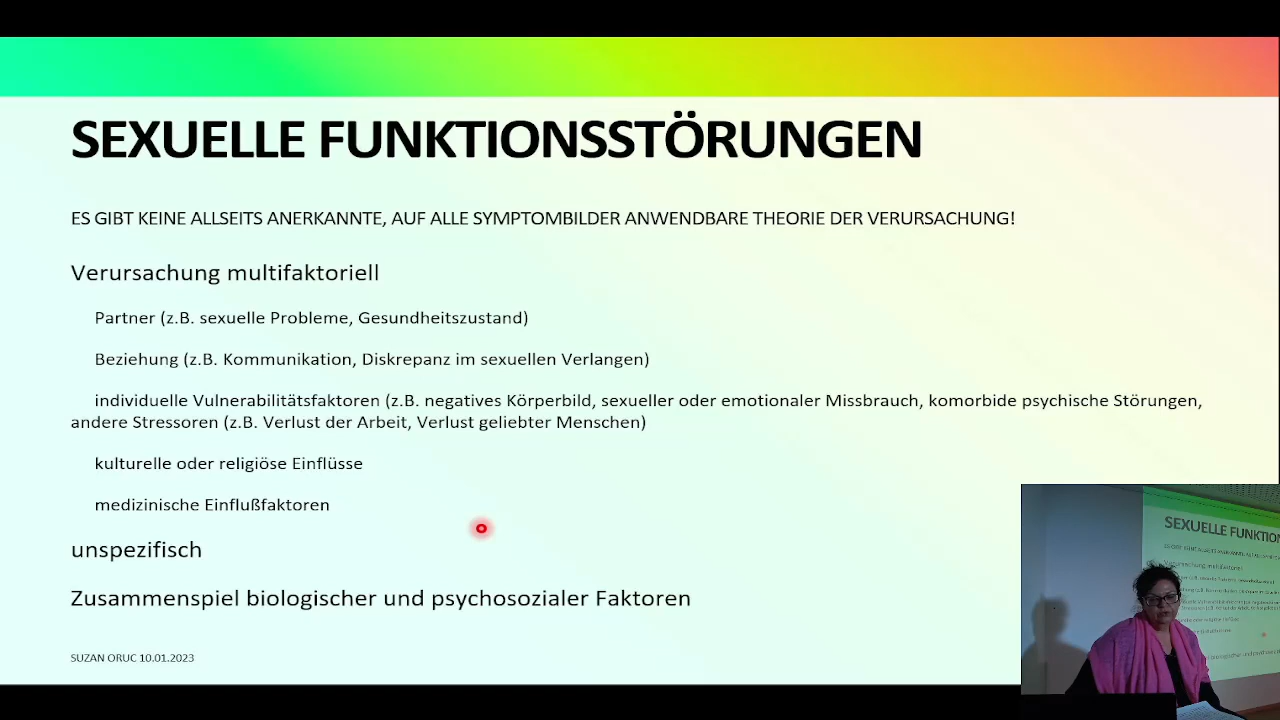 SEXUELLE FUNKTIONSSTÖRUNGEN
ES GIBT KEINE ALLSEITS ANERKANNTE, AUF ALLE SYMPTOMBILDER ANWENDBARE THEORIE DER VERURSACHUNG!
Verursachung multifaktoriell
Partner (z.B. sexuelle Probleme, Gesundheitszustand)
Beziehung (z.B. Kommunikation, Diskrepanz im sexuellen Verlangen)
individuelle Vulnerabilitätsfaktoren (z.B. negatives Körperbild, sexueller oder emotionaler Missbrauch, komorbide psychische Störungen,
andere Stressoren (z.B. Verlust der Arbeit, Verlust geliebter Menschen)
kulturelle oder religiöse Einflüsse
medizinische Einflußfaktoren
unspezifisch
Zusammenspiel biologischer und psychosozialer Faktoren
SUZAN ORUC 10.01.2023
SEXUELLE FUNKTION